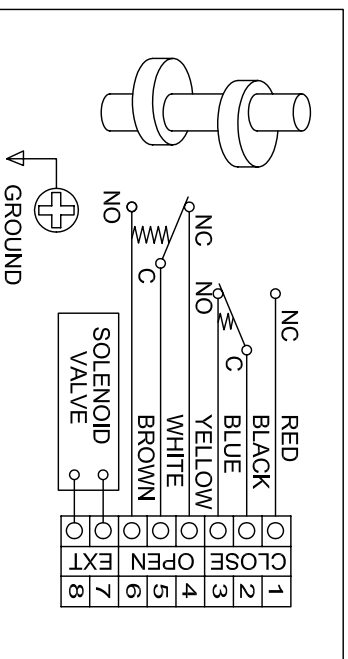 NC
NO
C
NC
NO
C
GROUND
SOLENOID
VALVE
RED
BLACK
BLUE
YELLOW
WHITE
BROWN
CLOSE
OPEN
EXT
1
2
3
4
5
6
7
8